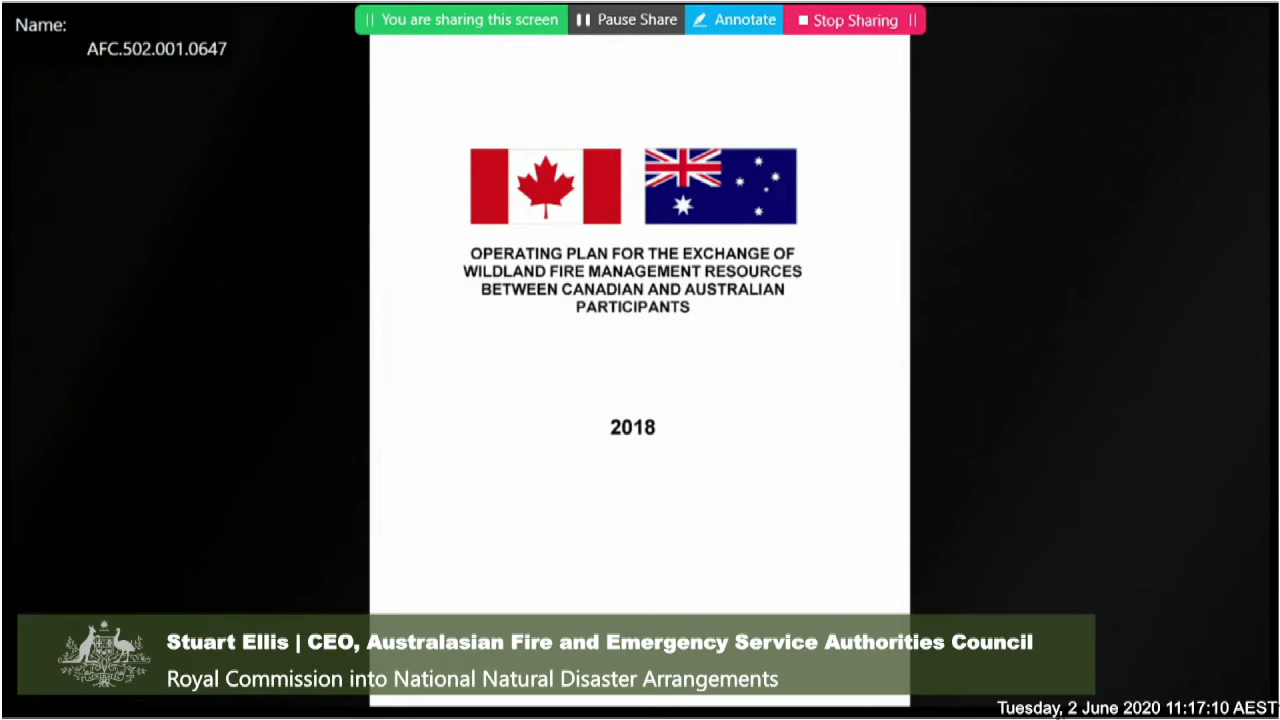 Name:
AFC.502.001.0647
You are sharing this screen
Pause Share
Annotate
Stop Sharing
OPERATING PLAN FOR THE EXCHANGE OF
WILDLAND FIRE MANAGEMENT RESOURCES
BETWEEN CANADIAN AND AUSTRALIAN
PARTICIPANTS
2018
Stuart Ellis | CEO, Australasian Fire and Emergency Service Authorities Council
Royal Commission into National Natural Disaster Arrangements
Tuesday, 2 June 2020 11:17:10 AEST